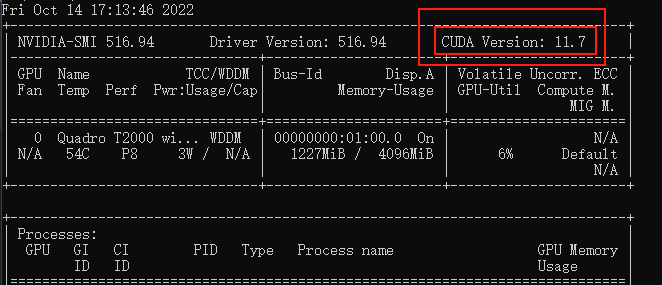 Fri Oct 14 17:13:46 2022
NVIDIA-SMI 516.94 Driver Version: 516.94 CUDA Version: 11.7
GPU Name TCC/WDDM Bus-Id Disp.A Volatile Uncorr. ECC
Fan Temp Perf Pwr:Usage/Cap Memory-Usage GPU-Util Compute M.
MIG M.
0 Quadro T2000 wi... WDDM 00000000:01:00.0 On N/A
N/A 54C P8 3W / N/A 1227MiB / 4096MiB 6% Default
N/A
Processes:
GPU GI CI PID Type Process name GPU Memory
ID ID Usage